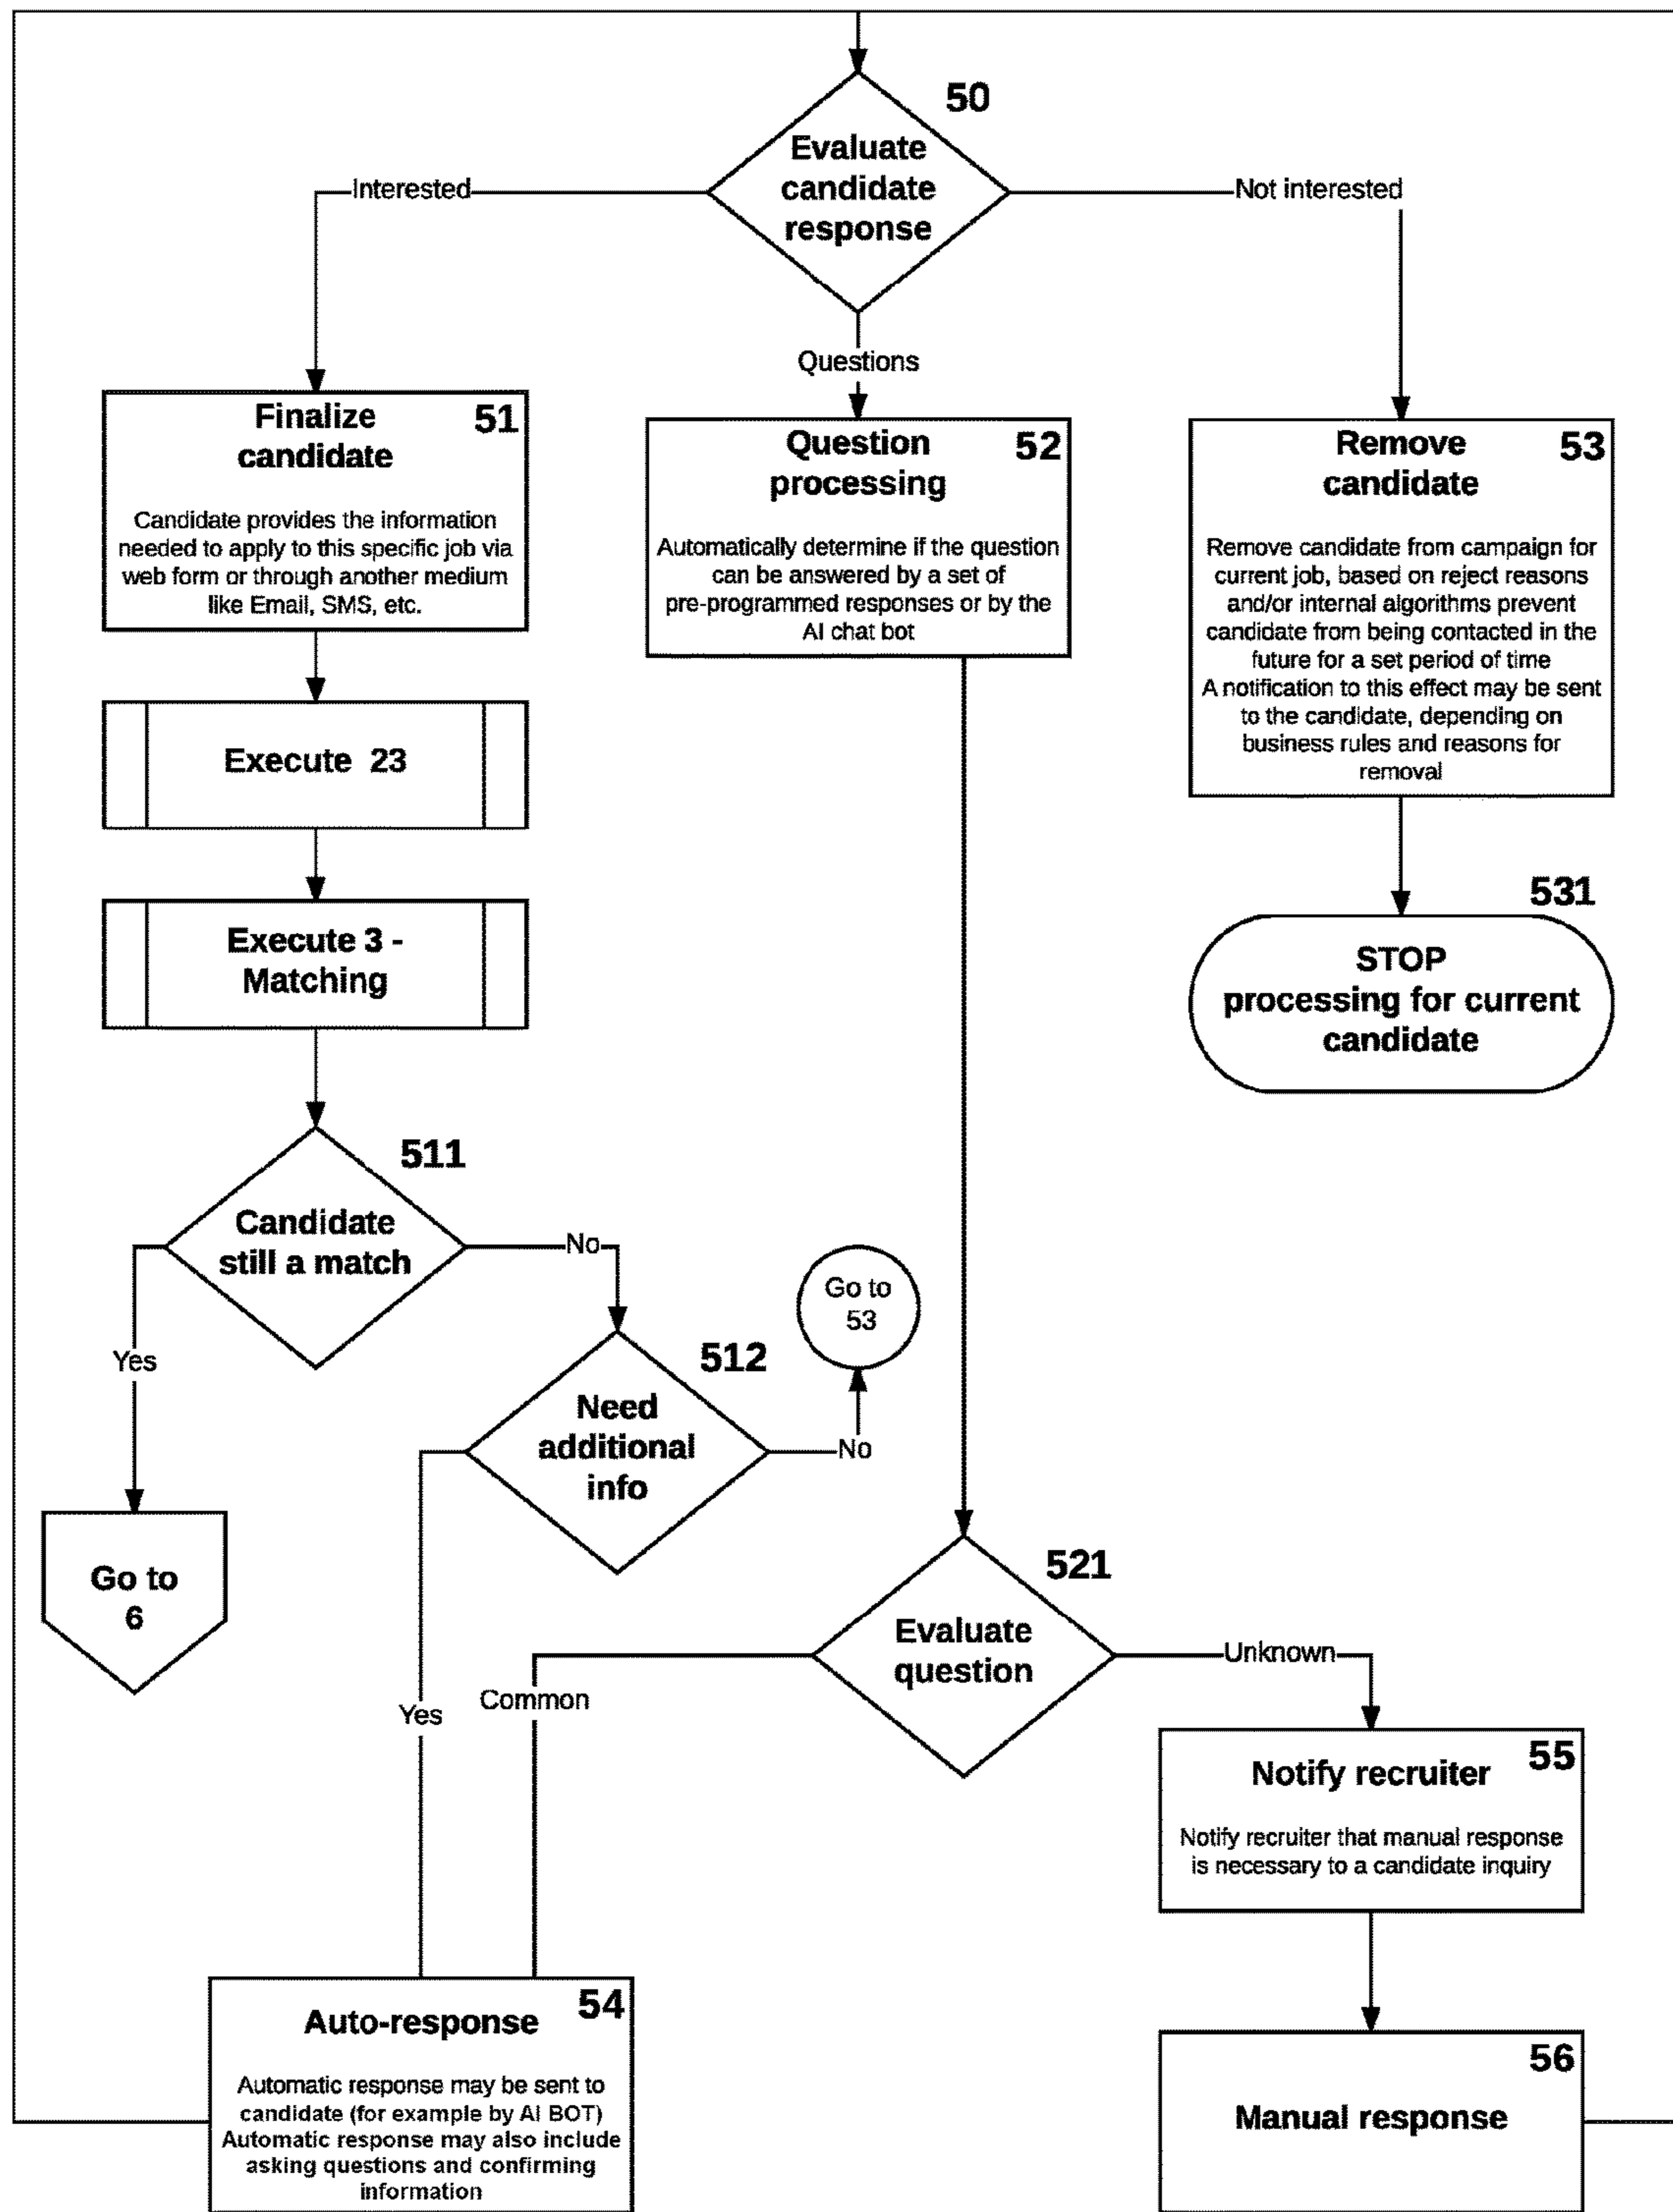 50
Evaluate
candidate
response
Interested
Not interested
Questions
Finalize
candidate
51
Candidate provides the information
needed to apply to this specific job via
web form or through another medium
like Email, SMS, etc.
Question
processing
52
Automatically determine if the question
can be answered by a set of
pre-programmed responses or by the
AI chat bot
Remove
candidate
53
Remove candidate from campaign for
current job, based on reject reasons
and/or internal algorithms prevent
candidate from being contacted in the
future for a set period of time
A notification to this effect may be sent
to the candidate, depending on
business rules and reasons for
removal
Execute 23
Execute 3 -
Matching
531
STOP
processing for current
candidate
511
Candidate
still a match
No
Yes
Go to
53
512
Need
additional
info
No
Go to
6
521
Evaluate
question
Yes
Common
Unknown
55
Notify recruiter
Notify recruiter that manual response
is necessary to a candidate inquiry
54
Auto-response
Automatic response may be sent to
candidate (for example by AI BOT)
Automatic response may also include
asking questions and confirming
information
56
Manual response